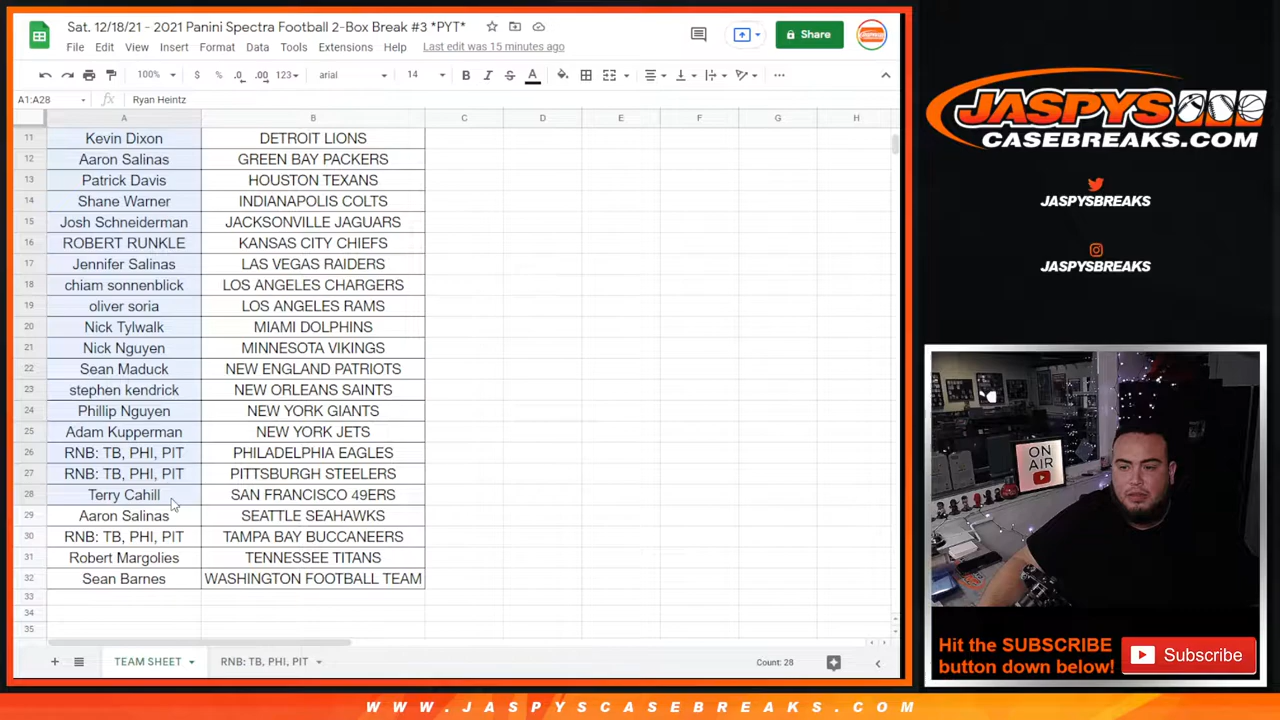 Sat. 12/18/21 - 2021 Panini Spectra Football 2-Box Break #3 *PYT*
File Edit View Insert Format Data Tools Extensions Help Last edit was 15 minutes ago
Share
100% $ % .0 .00 123 arial 14 B I S A
A1:A28 fx Ryan Heintz
A B C D E F G H
11 Kevin Dixon DETROIT LIONS
12 Aaron Salinas GREEN BAY PACKERS
13 Patrick Davis HOUSTON TEXANS
14 Shane Warner INDIANAPOLIS COLTS
15 Josh Schneiderman JACKSONVILLE JAGUARS
16 ROBERT RUNKLE KANSAS CITY CHIEFS
17 Jennifer Salinas LAS VEGAS RAIDERS
18 chiam sonnenblick LOS ANGELES CHARGERS
19 oliver soria LOS ANGELES RAMS
20 Nick Tylwalk MIAMI DOLPHINS
21 Nick Nguyen MINNESOTA VIKINGS
22 Sean Maduck NEW ENGLAND PATRIOTS
23 stephen kendrick NEW ORLEANS SAINTS
24 Phillip Nguyen NEW YORK GIANTS
25 Adam Kupperman NEW YORK JETS
26 RNB: TB, PHI, PIT PHILADELPHIA EAGLES
27 RNB: TB, PHI, PIT PITTSBURGH STEELERS
28 Terry Cahill SAN FRANCISCO 49ERS
29 Aaron Salinas SEATTLE SEAHAWKS
30 RNB: TB, PHI, PIT TAMPA BAY BUCCANEERS
31 Robert Margolies TENNESSEE TITANS
32 Sean Barnes WASHINGTON FOOTBALL TEAM
33
34
35
TEAM SHEET RNB: TB, PHI, PIT Count: 28
JASPYS
CASEBREAKS.COM
JASPYSBREAKS
JASPYSBREAKS
ON
AIR
Hit the SUBSCRIBE
button down below!
Subscribe
WWW.JASPYSCASEBREAKS.COM